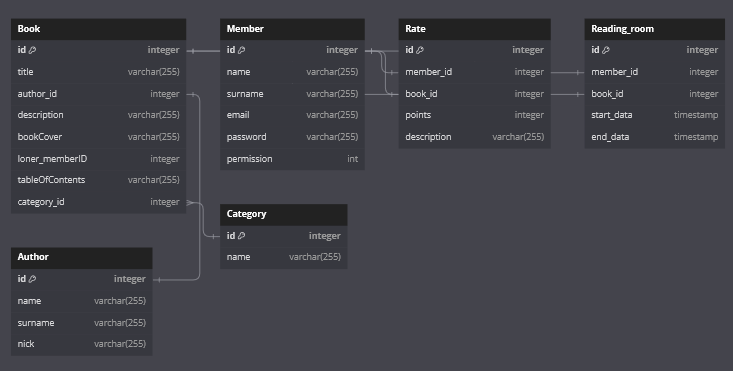 Book
id integer
title varchar(255)
author_id integer
description varchar(255)
bookCover varchar(255)
loner_memberID integer
tableOfContents varchar(255)
category_id integer
Member
id integer
name varchar(255)
surname varchar(255)
email varchar(255)
password varchar(255)
permission int
Rate
id integer
member_id integer
book_id integer
points integer
description varchar(255)
Reading_room
id integer
member_id integer
book_id integer
start_data timestamp
end_data timestamp
Category
id integer
name varchar(255)
Author
id integer
name varchar(255)
surname varchar(255)
nick varchar(255)